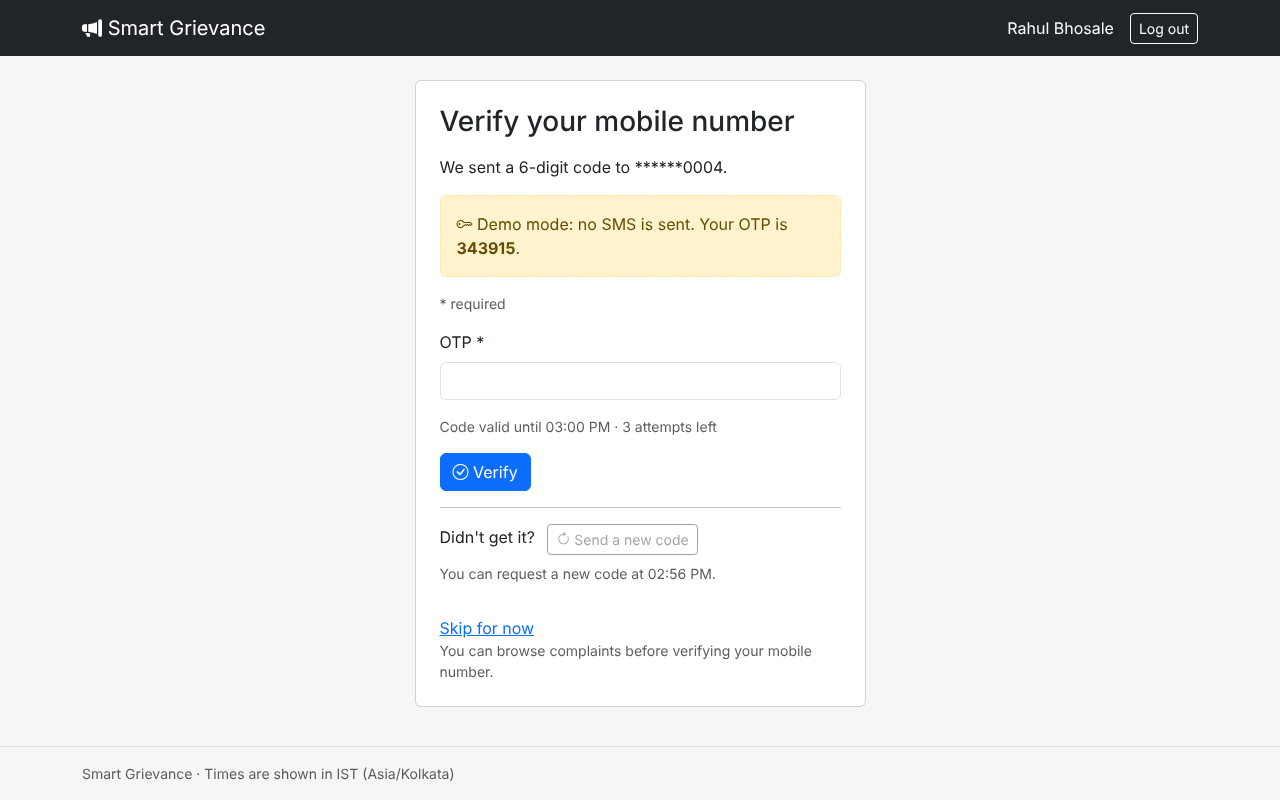 Smart Grievance
Rahul Bhosale
Log out
Verify your mobile number
We sent a 6-digit code to ******0004.
Demo mode: no SMS is sent. Your OTP is
343915.
* required
OTP *
Code valid until 03:00 PM · 3 attempts left
Verify
Didn't get it?
Send a new code
You can request a new code at 02:56 PM.
Skip for now
You can browse complaints before verifying your mobile
number.
Smart Grievance · Times are shown in IST (Asia/Kolkata)